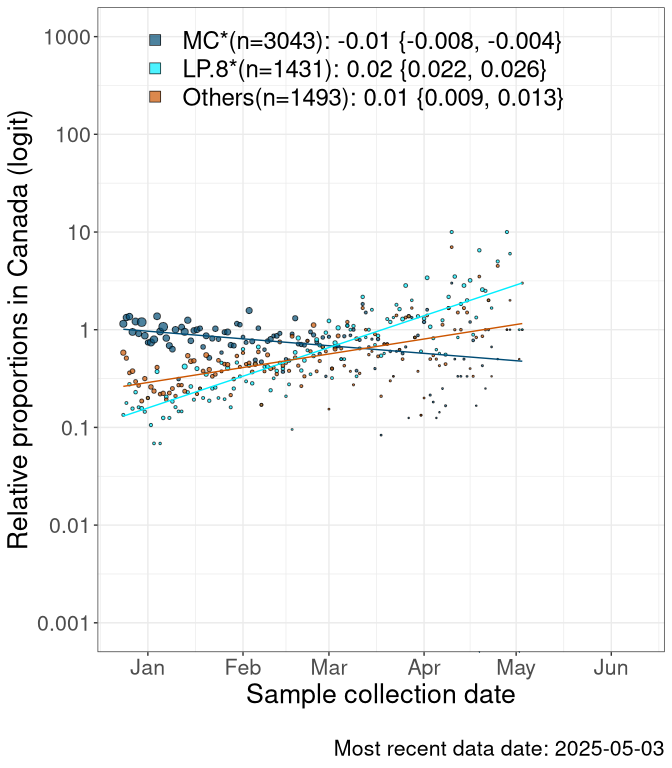 MC*(n=3043): -0.01 {-0.008, -0.004}
LP.8*(n=1431): 0.02 {0.022, 0.026}
Others(n=1493): 0.01 {0.009, 0.013}
Relative proportions in Canada (logit)
1000
100
10
1
0.1
0.01
0.001
Jan Feb Mar Apr May Jun
Sample collection date
Most recent data date: 2025-05-03